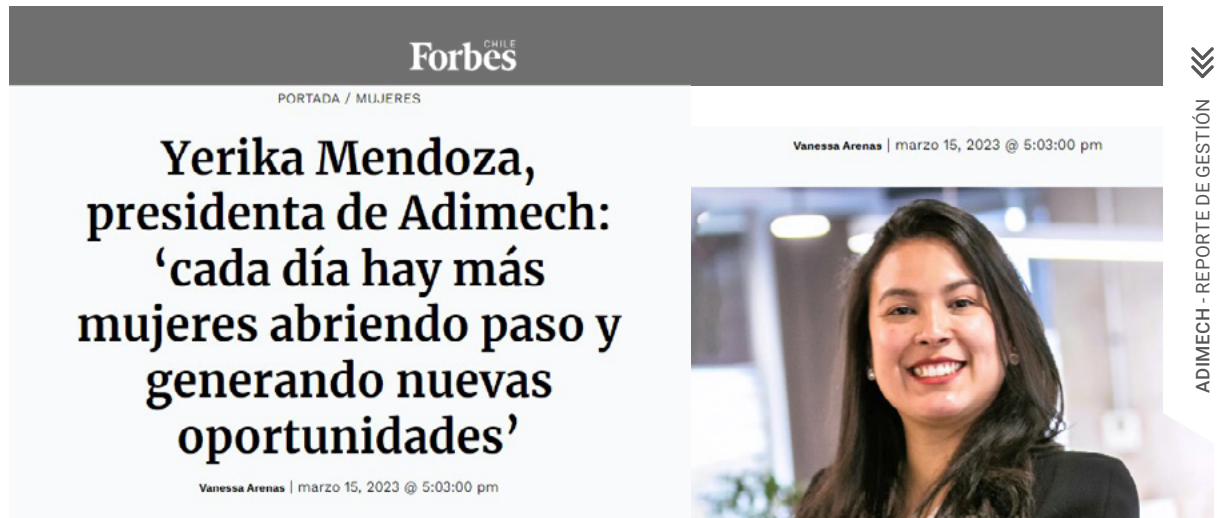 Forbes
CHILE
PORTADA / MUJERES
Yerika Mendoza,
presidenta de Adimech:
‘cada día hay más
mujeres abriendo paso y
generando nuevas
oportunidades’
Vanessa Arenas | marzo 15, 2023 @ 5:03:00 pm
Vanessa Arenas | marzo 15, 2023 @ 5:03:00 pm
ADIMECH - REPORTE DE GESTIÓN